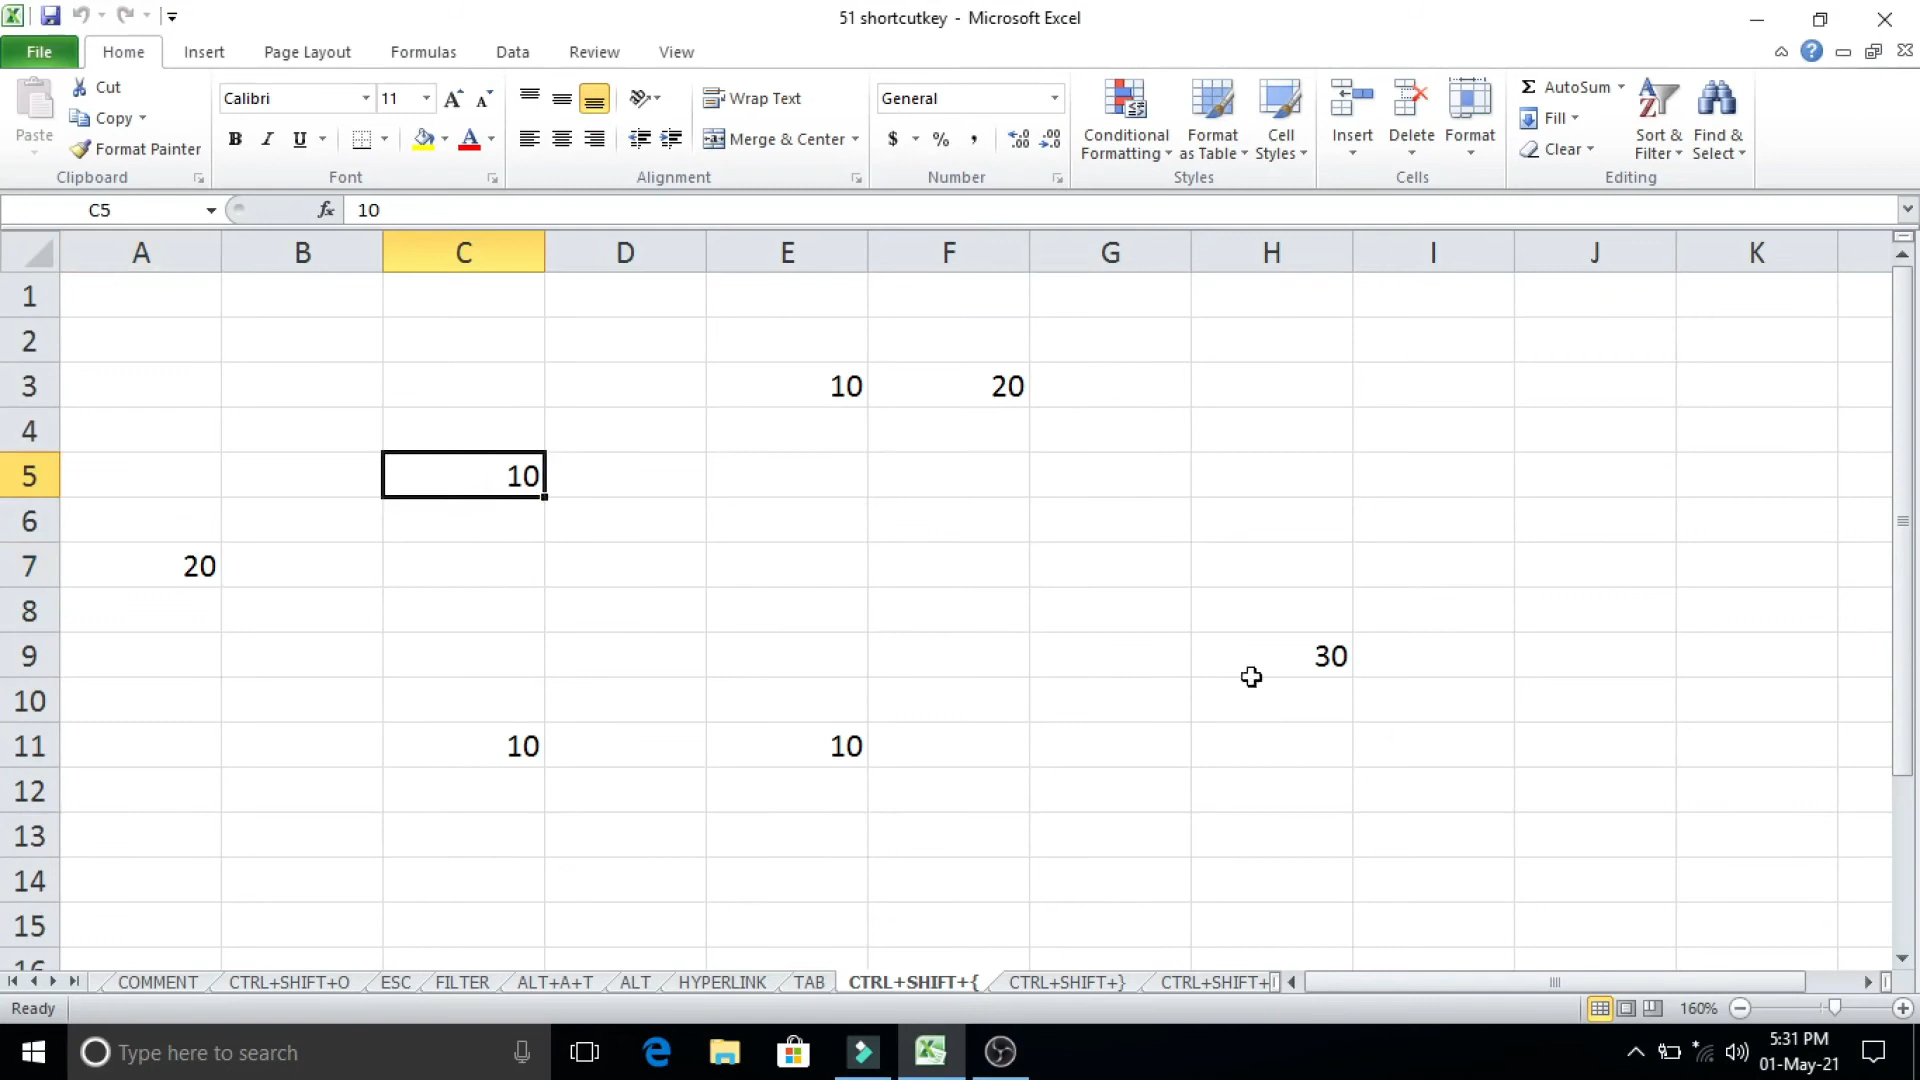 51 shortcutkey - Microsoft Excel
File Home Insert Page Layout Formulas Data Review View
Paste
Cut
Copy
Format Painter
Calibri 11
B I U
A A
A
Wrap Text
Merge & Center
General
$ % ,
Conditional Formatting
Format as Table
Cell Styles
Insert
Delete
Format
Σ AutoSum
Fill
Clear
Sort & Filter
Find & Select
Clipboard Font Alignment Number Styles Cells Editing
C5 fx 10
A B C D E F G H I J K
1
2
3 10 20
4
5 10
6
7 20
8
9 30
10
11 10 10
12
13
14
15
16
COMMENT CTRL+SHIFT+O ESC FILTER ALT+A+T ALT HYPERLINK TAB CTRL+SHIFT+{ CTRL+SHIFT+} CTRL+SHIFT+
Ready 160%
Type here to search
5:31 PM
01-May-21